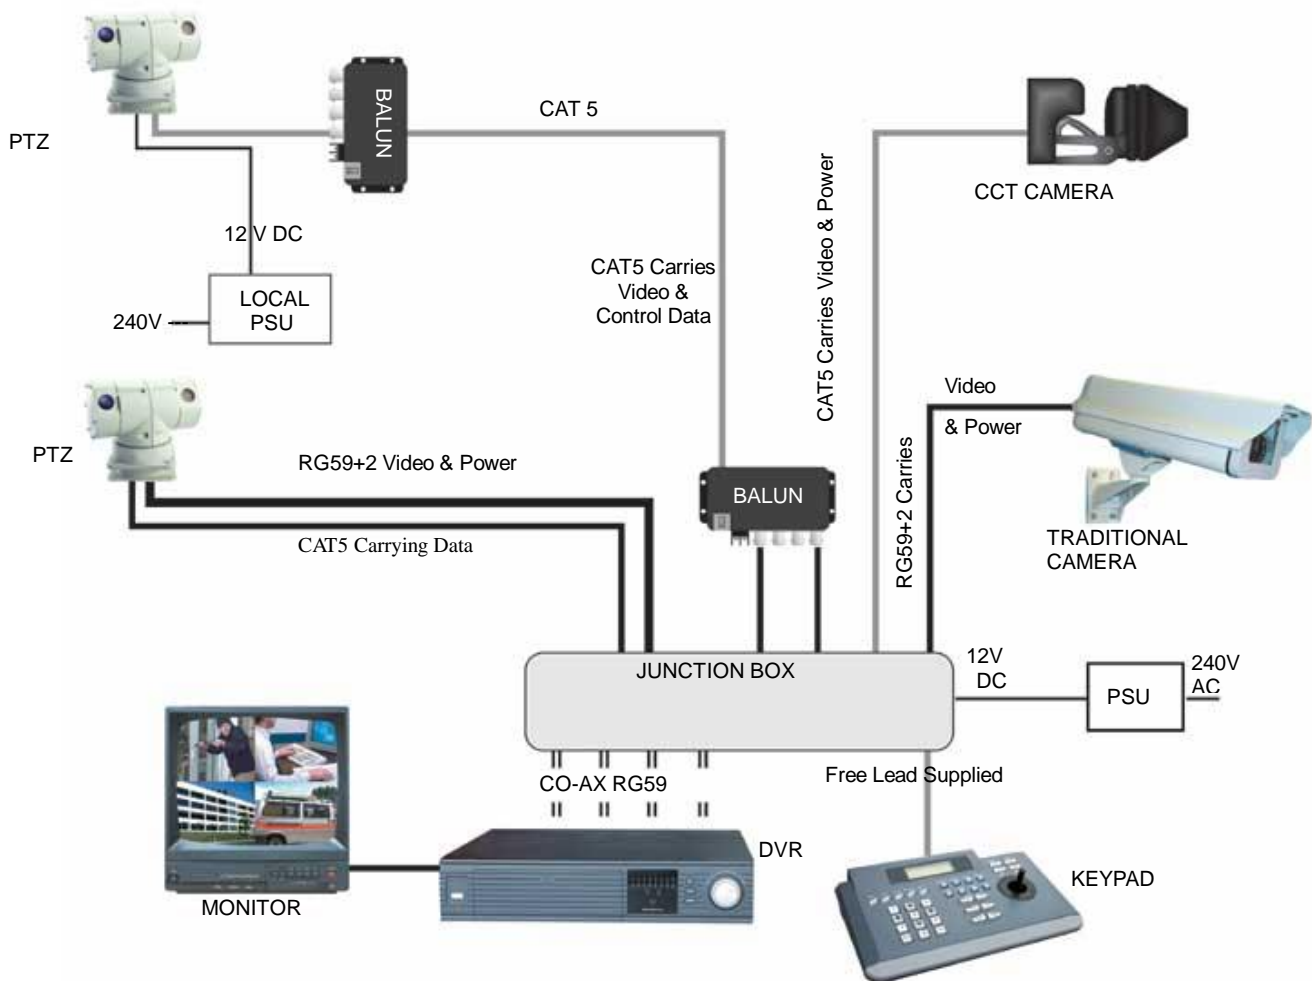 PTZ
BALUN
CAT 5
CCT CAMERA
12 V DC
LOCAL
PSU
240V
CAT5 Carries
Video &
Control Data
CAT5 Carries Video & Power
PTZ
RG59+2 Video & Power
CAT5 Carrying Data
BALUN
RG59+2 Carries
Video
& Power
TRADITIONAL
CAMERA
JUNCTION BOX
12V
DC
PSU
240V
AC
CO-AX RG59
Free Lead Supplied
MONITOR
DVR
KEYPAD